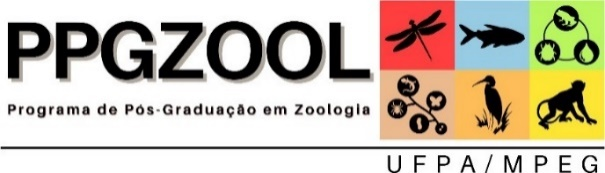 PPGZOOL
Programa de Pós-Graduação em Zoologia
UFPA/MPEG